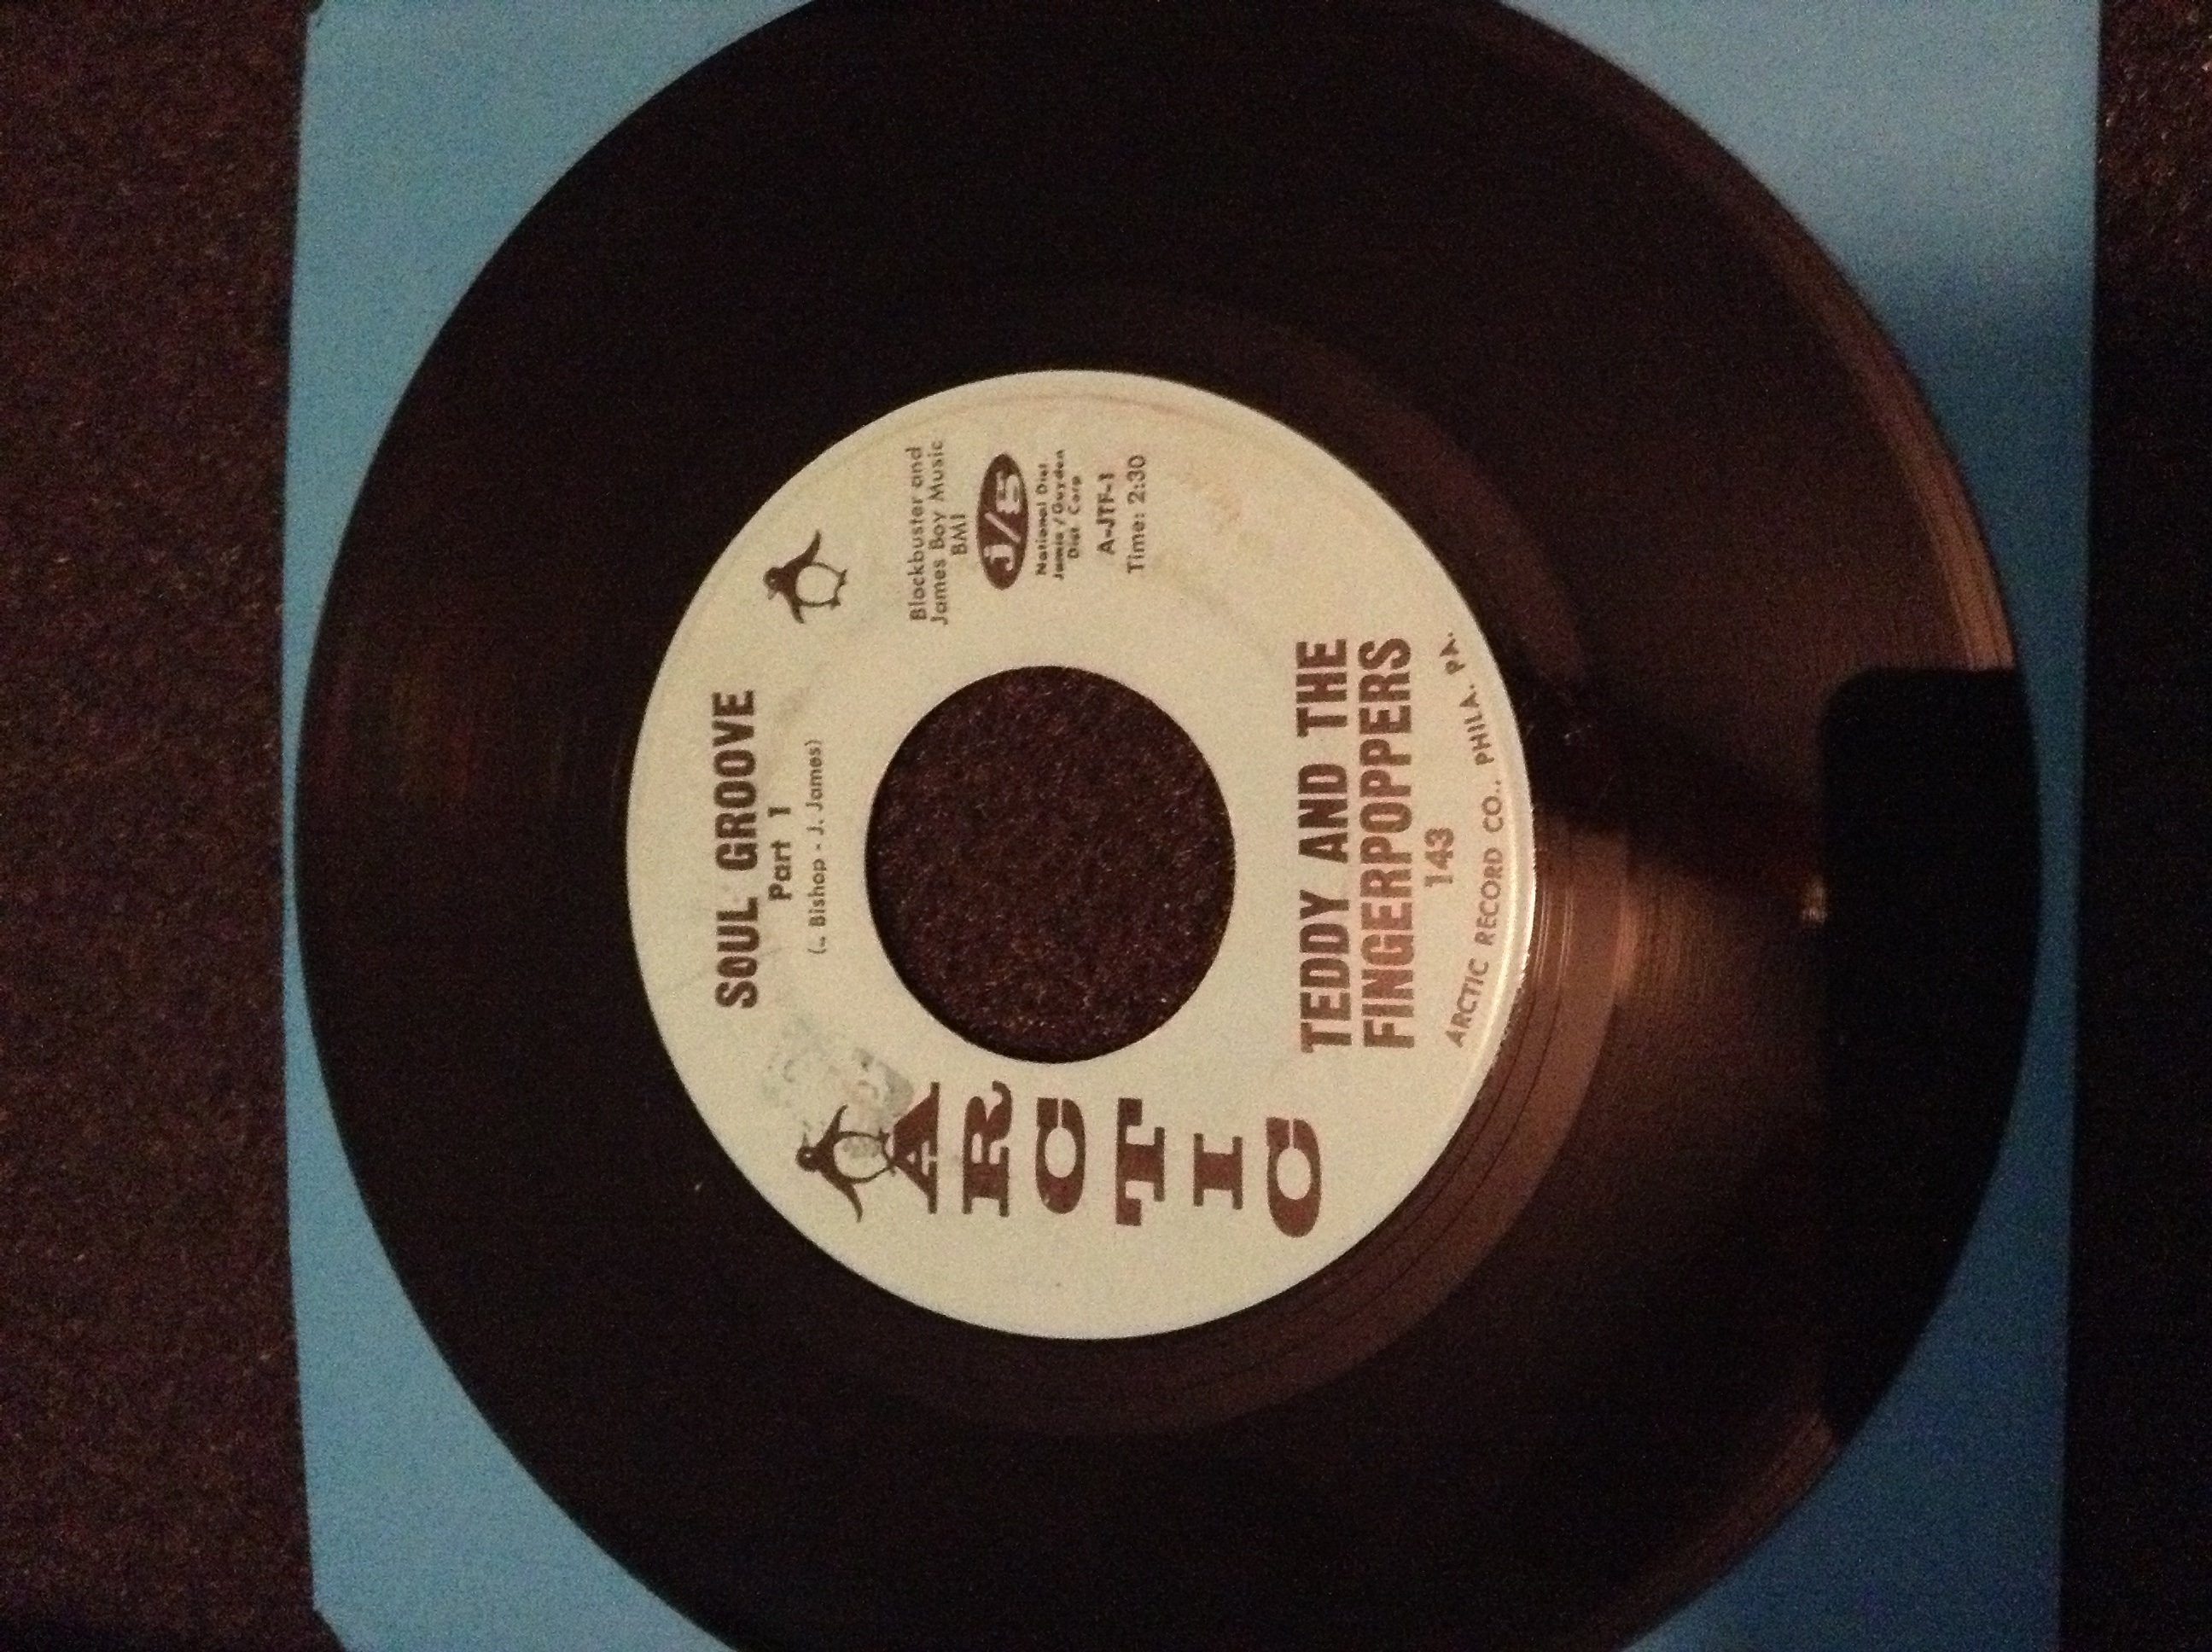 SOUL GROOVE
Part 1
(L. Bishop - J. James)
ARCTIC
Blockbuster and
James Boy Music
BMI
j/g
National Dist.
Jamie/Guyden
Dist. Corp
A-JTF-1
Time: 2:30
TEDDY AND THE
FINGERPOPPERS
143
ARCTIC RECORD CO., PHILA. PA.